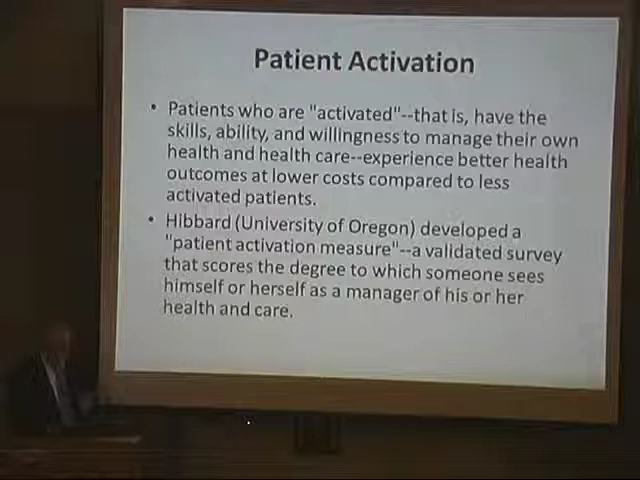 Patient Activation
• Patients who are "activated"--that is, have the
skills, ability, and willingness to manage their own
health and health care--experience better health
outcomes at lower costs compared to less
activated patients.
• Hibbard (University of Oregon) developed a
"patient activation measure"--a validated survey
that scores the degree to which someone sees
himself or herself as a manager of his or her
health and care.